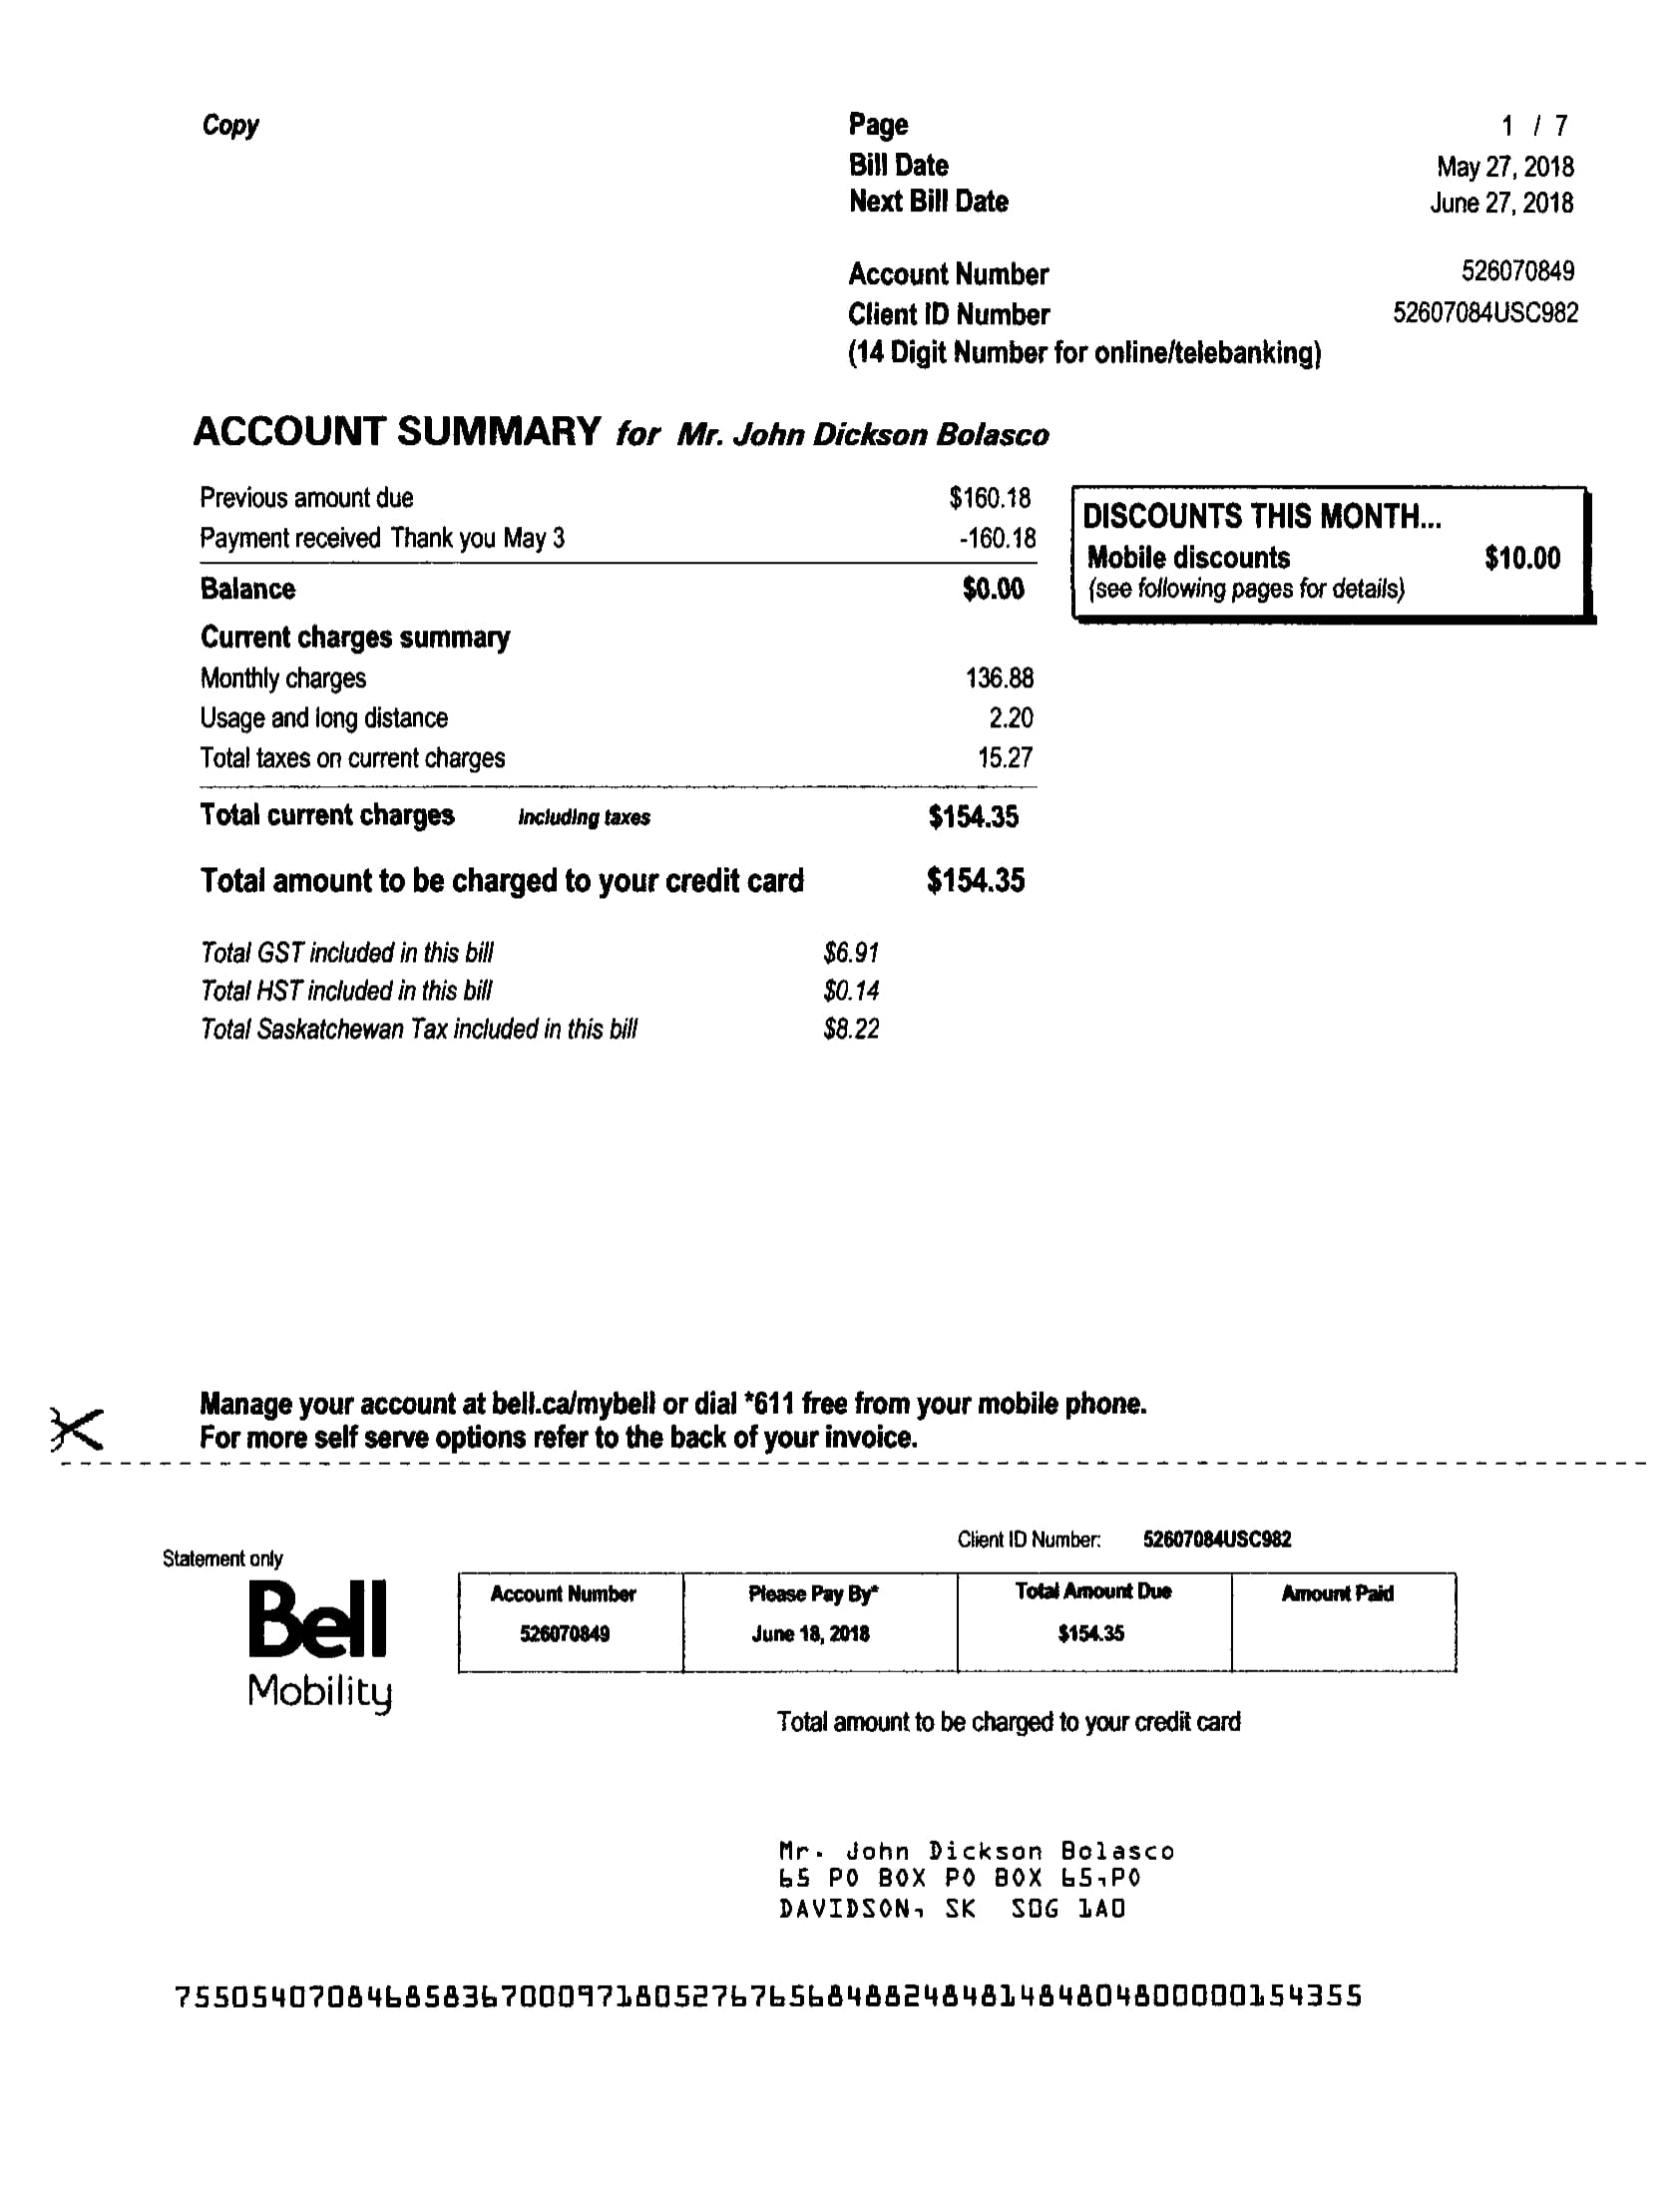 Copy
Page 1 / 7
Bill Date May 27, 2018
Next Bill Date June 27, 2018
Account Number 526070849
Client ID Number 52607084USC982
(14 Digit Number for online/telebanking)
ACCOUNT SUMMARY for Mr. John Dickson Bolasco
Previous amount due $160.18
Payment received Thank you May 3 -160.18
Balance $0.00
DISCOUNTS THIS MONTH...
Mobile discounts $10.00
(see following pages for details)
Current charges summary
Monthly charges 136.88
Usage and long distance 2.20
Total taxes on current charges 15.27
Total current charges including taxes $154.35
Total amount to be charged to your credit card $154.35
Total GST included in this bill $6.91
Total HST included in this bill $0.14
Total Saskatchewan Tax included in this bill $8.22
Manage your account at bell.ca/mybell or dial *611 free from your mobile phone.
For more self serve options refer to the back of your invoice.
Client ID Number: 52607084USC982
Statement only
Bell
Mobility
Account Number Please Pay By* Total Amount Due Amount Paid
526070849 June 18, 2018 $154.35
Total amount to be charged to your credit card
Mr. John Dickson Bolasco
65 PO BOX PO BOX 65,PO
DAVIDSON, SK S0G 1A0
75505407084685836700097180527676568488248481484804800000154355